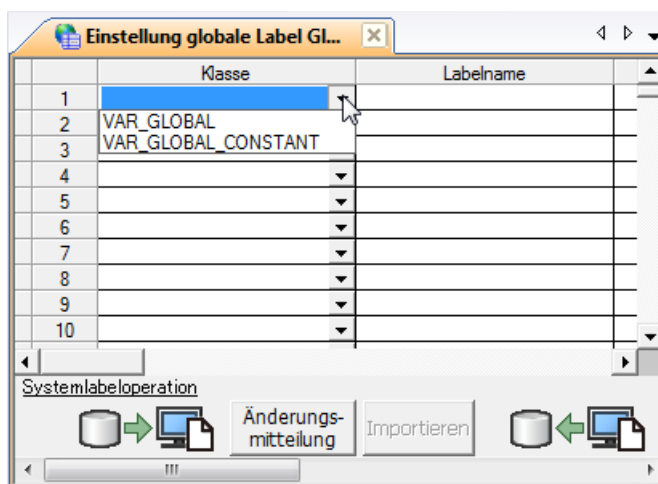 Einstellung globale Label Gl...
Klasse Labelname
1
2 VAR_GLOBAL
3 VAR_GLOBAL_CONSTANT
4
5
6
7
8
9
10
Systemlabeloperation
Änderungs-
mitteilung
Importieren